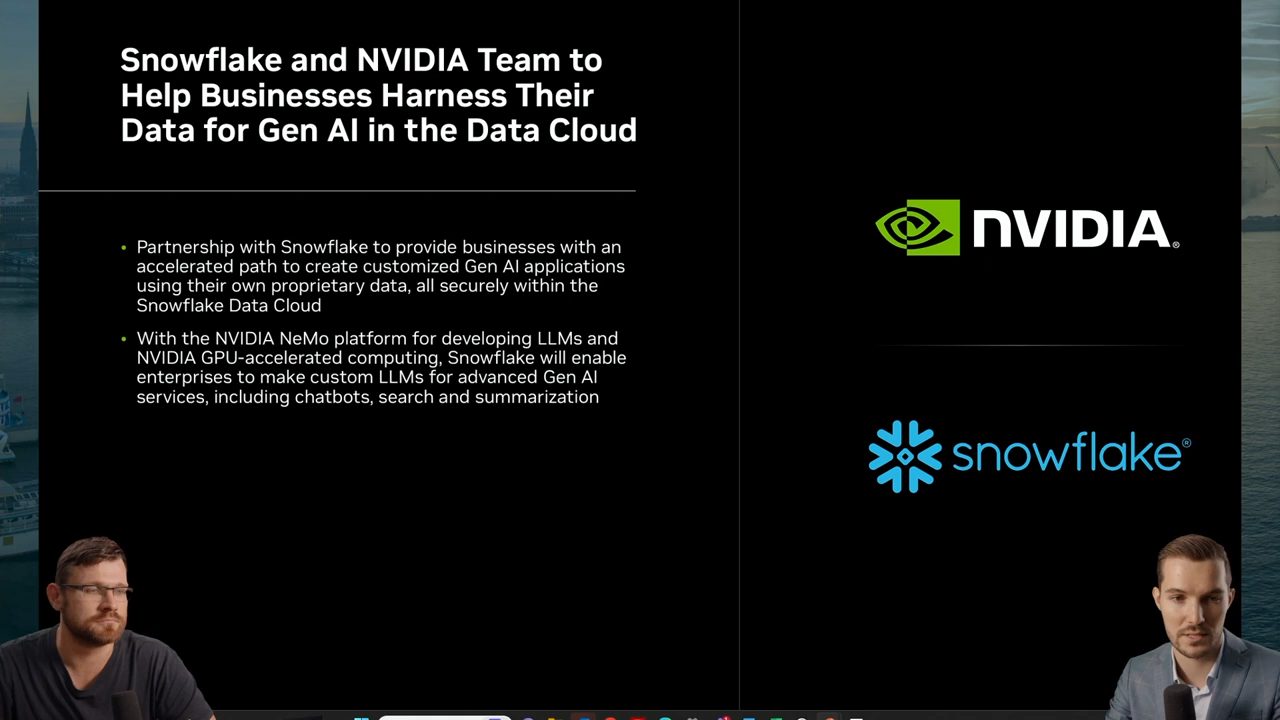 Snowflake and NVIDIA Team to
Help Businesses Harness Their
Data for Gen AI in the Data Cloud
• Partnership with Snowflake to provide businesses with an
accelerated path to create customized Gen AI applications
using their own proprietary data, all securely within the
Snowflake Data Cloud
• With the NVIDIA NeMo platform for developing LLMs and
NVIDIA GPU-accelerated computing, Snowflake will enable
enterprises to make custom LLMs for advanced Gen AI
services, including chatbots, search and summarization
NVIDIA®
snowflake®